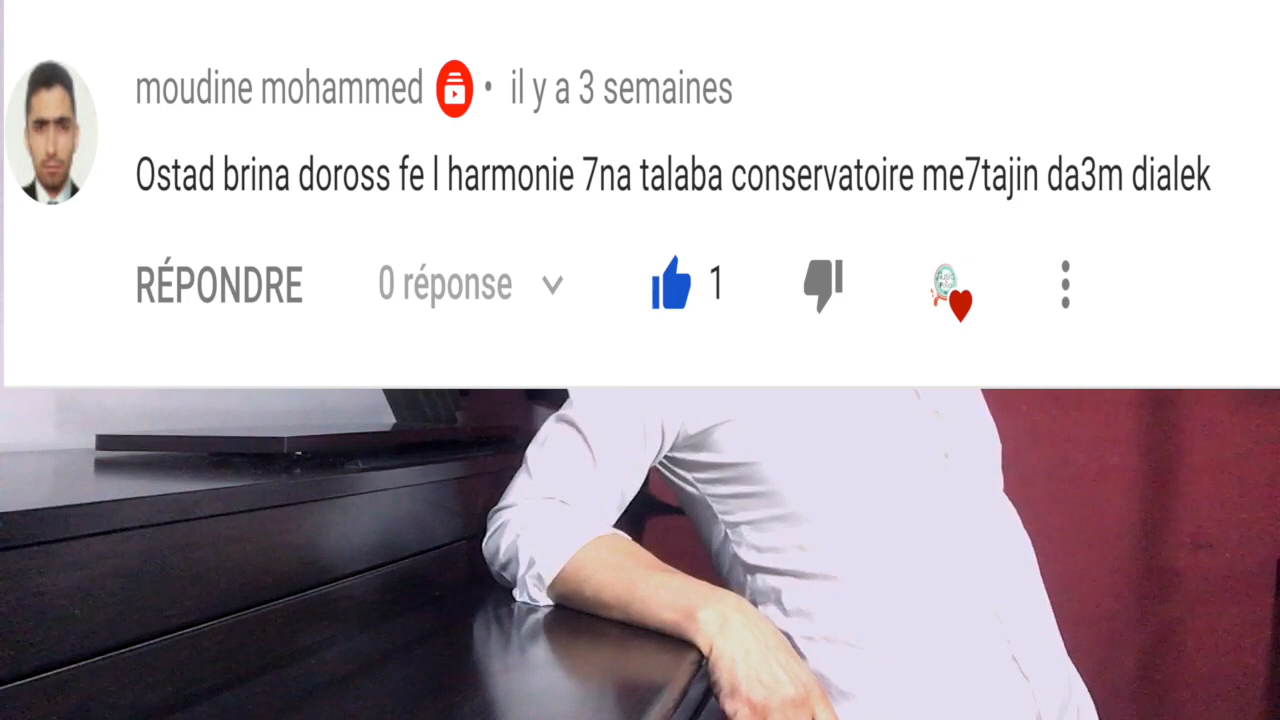 moudine mohammed • il y a 3 semaines
Ostad brina doross fe l harmonie 7na talaba conservatoire me7tajin da3m dialek
RÉPONDRE 0 réponse 1